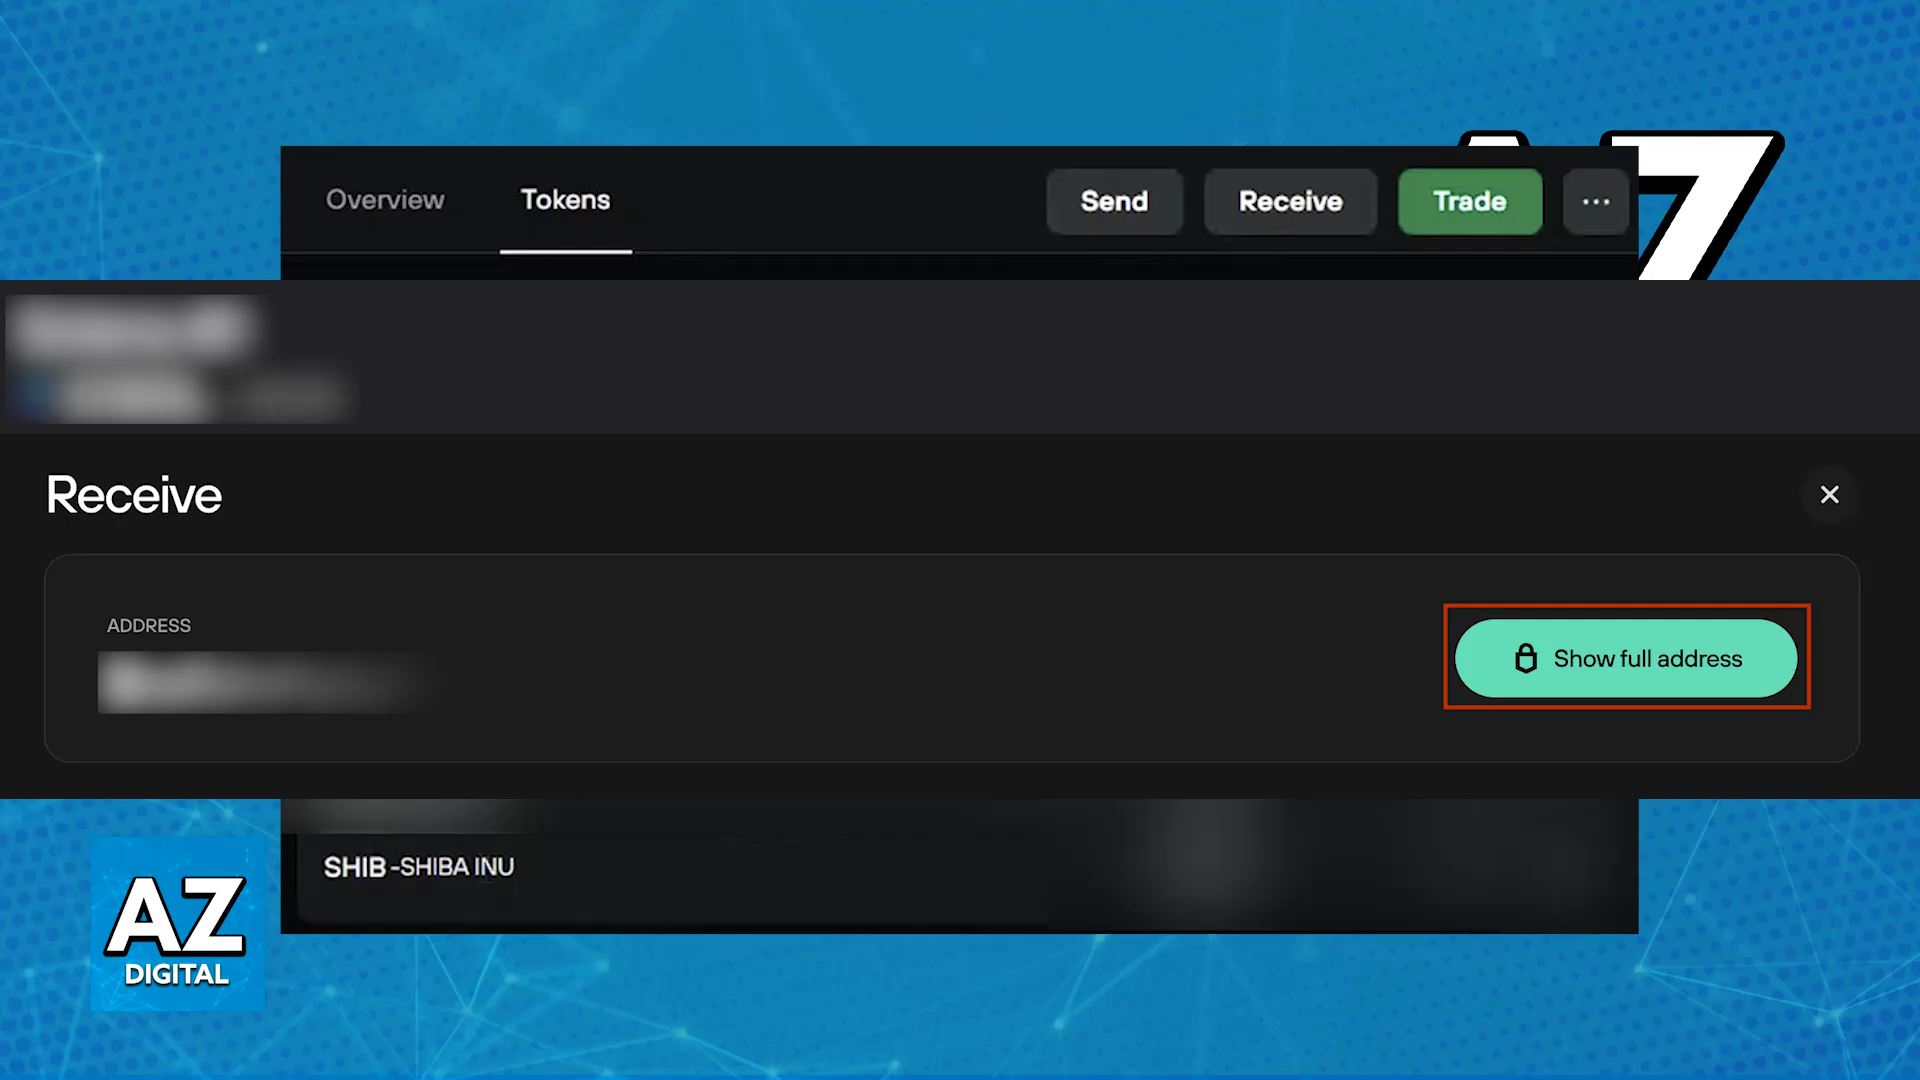 Overview Tokens Send Receive Trade ...
Receive
ADDRESS
Show full address
SHIB -SHIBA INU
AZ
DIGITAL